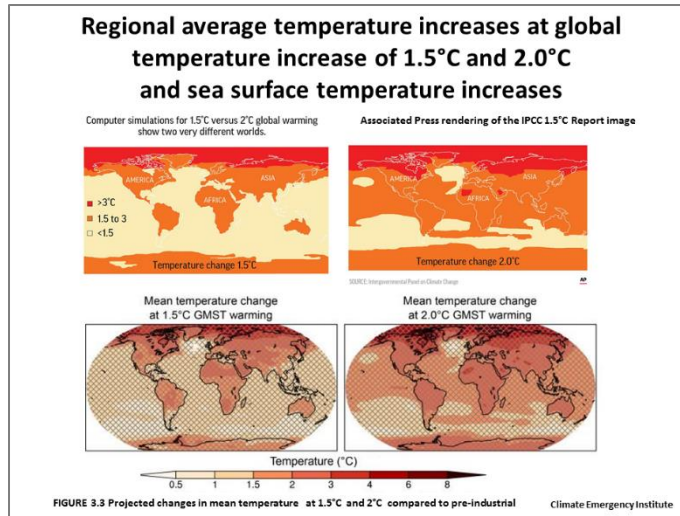 Regional average temperature increases at global
temperature increase of 1.5°C and 2.0°C
and sea surface temperature increases
Computer simulations for 1.5°C versus 2°C global warming
show two very different worlds.
Associated Press rendering of the IPCC 1.5°C Report image
AMERICA
ASIA
AFRICA
>3°C
1.5 to 3
<1.5
Temperature change 1.5°C
AMERICA
ASIA
AFRICA
Temperature change 2.0°C
SOURCE: Intergovernmental Panel on Climate Change
AP
Mean temperature change
at 1.5°C GMST warming
Mean temperature change
at 2.0°C GMST warming
Temperature (°C)
0.5 1 1.5 2 3 4 6 8
FIGURE 3.3 Projected changes in mean temperature at 1.5°C and 2°C compared to pre-industrial
Climate Emergency Institute